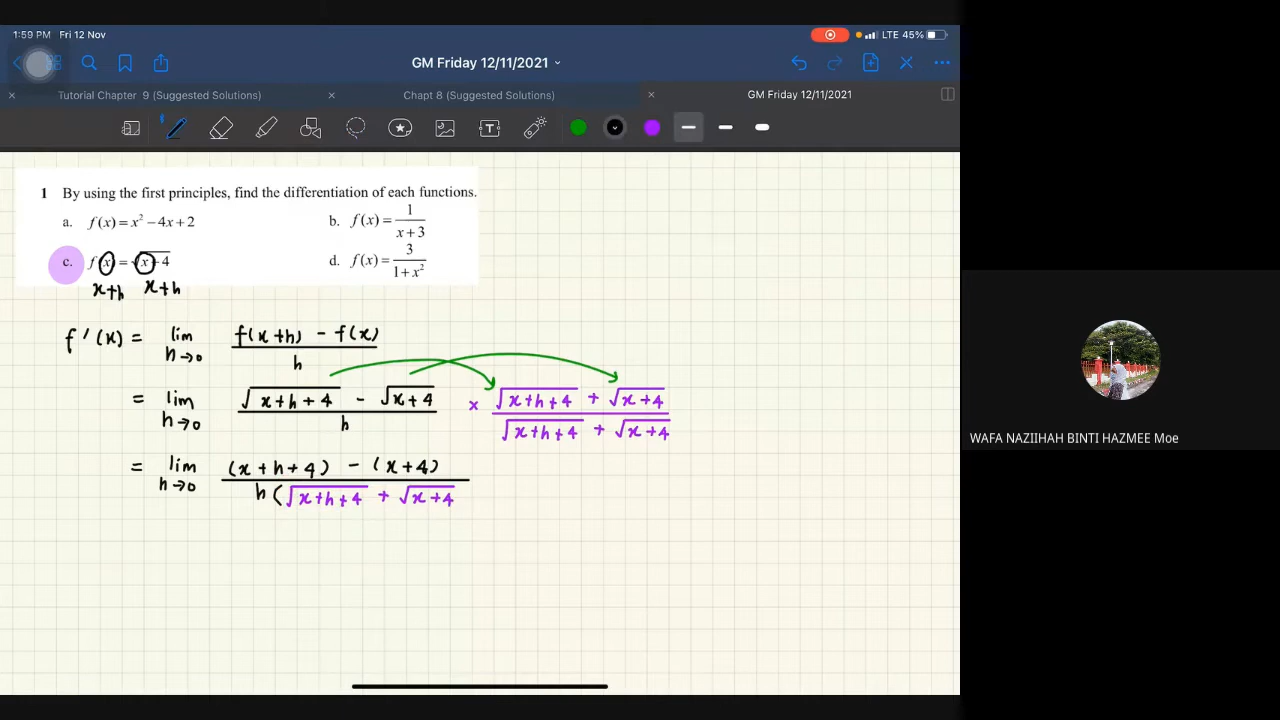 1:59 PM Fri 12 Nov LTE 45%
GM Friday 12/11/2021
Tutorial Chapter 9 (Suggested Solutions) Chapt 8 (Suggested Solutions) GM Friday 12/11/2021
1 By using the first principles, find the differentiation of each functions.
a. f(x) = x² − 4x + 2 b. f(x) = 1/(x + 3)
c. f(x) = √(x+4) d. f(x) = 3/(1 + x²)
x+h x+h
f'(x) = lim h→0 (f(x+h) − f(x))/h
= lim h→0 (√(x+h+4) − √(x+4))/h × (√(x+h+4) + √(x+4))/(√(x+h+4) + √(x+4))
= lim h→0 ((x+h+4) − (x+4))/h(√(x+h+4) + √(x+4)
WAFA NAZIIHAH BINTI HAZMEE Moe